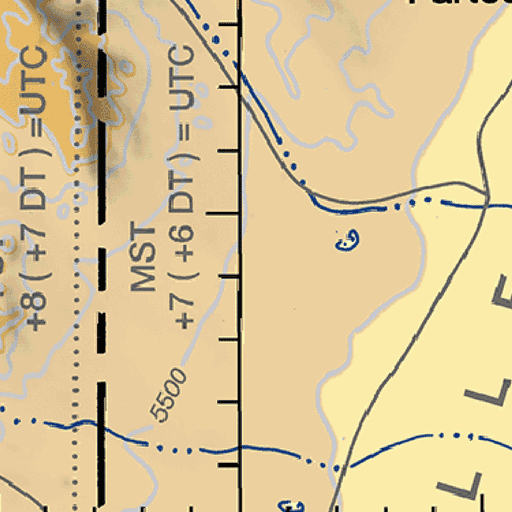 +8 ( +7 DT ) =UTC
MST
+7 ( +6 DT) = UTC
5500
L
L